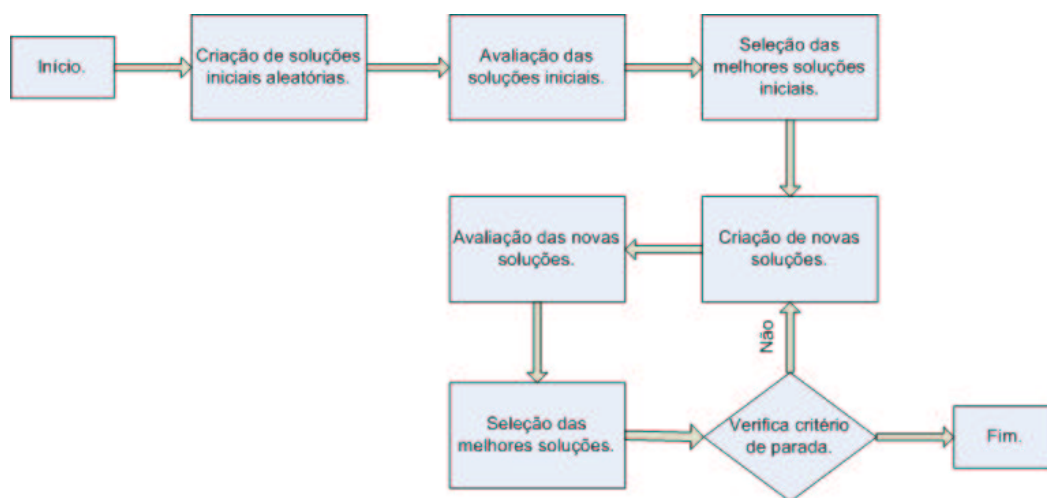 Início.
Criação de soluções
iniciais aleatórias.
Avaliação das
soluções iniciais.
Seleção das
melhores soluções
iniciais.
Avaliação das novas
soluções.
Criação de novas
soluções.
Não
Seleção das
melhores soluções.
Verifica critério
de parada.
Fim.